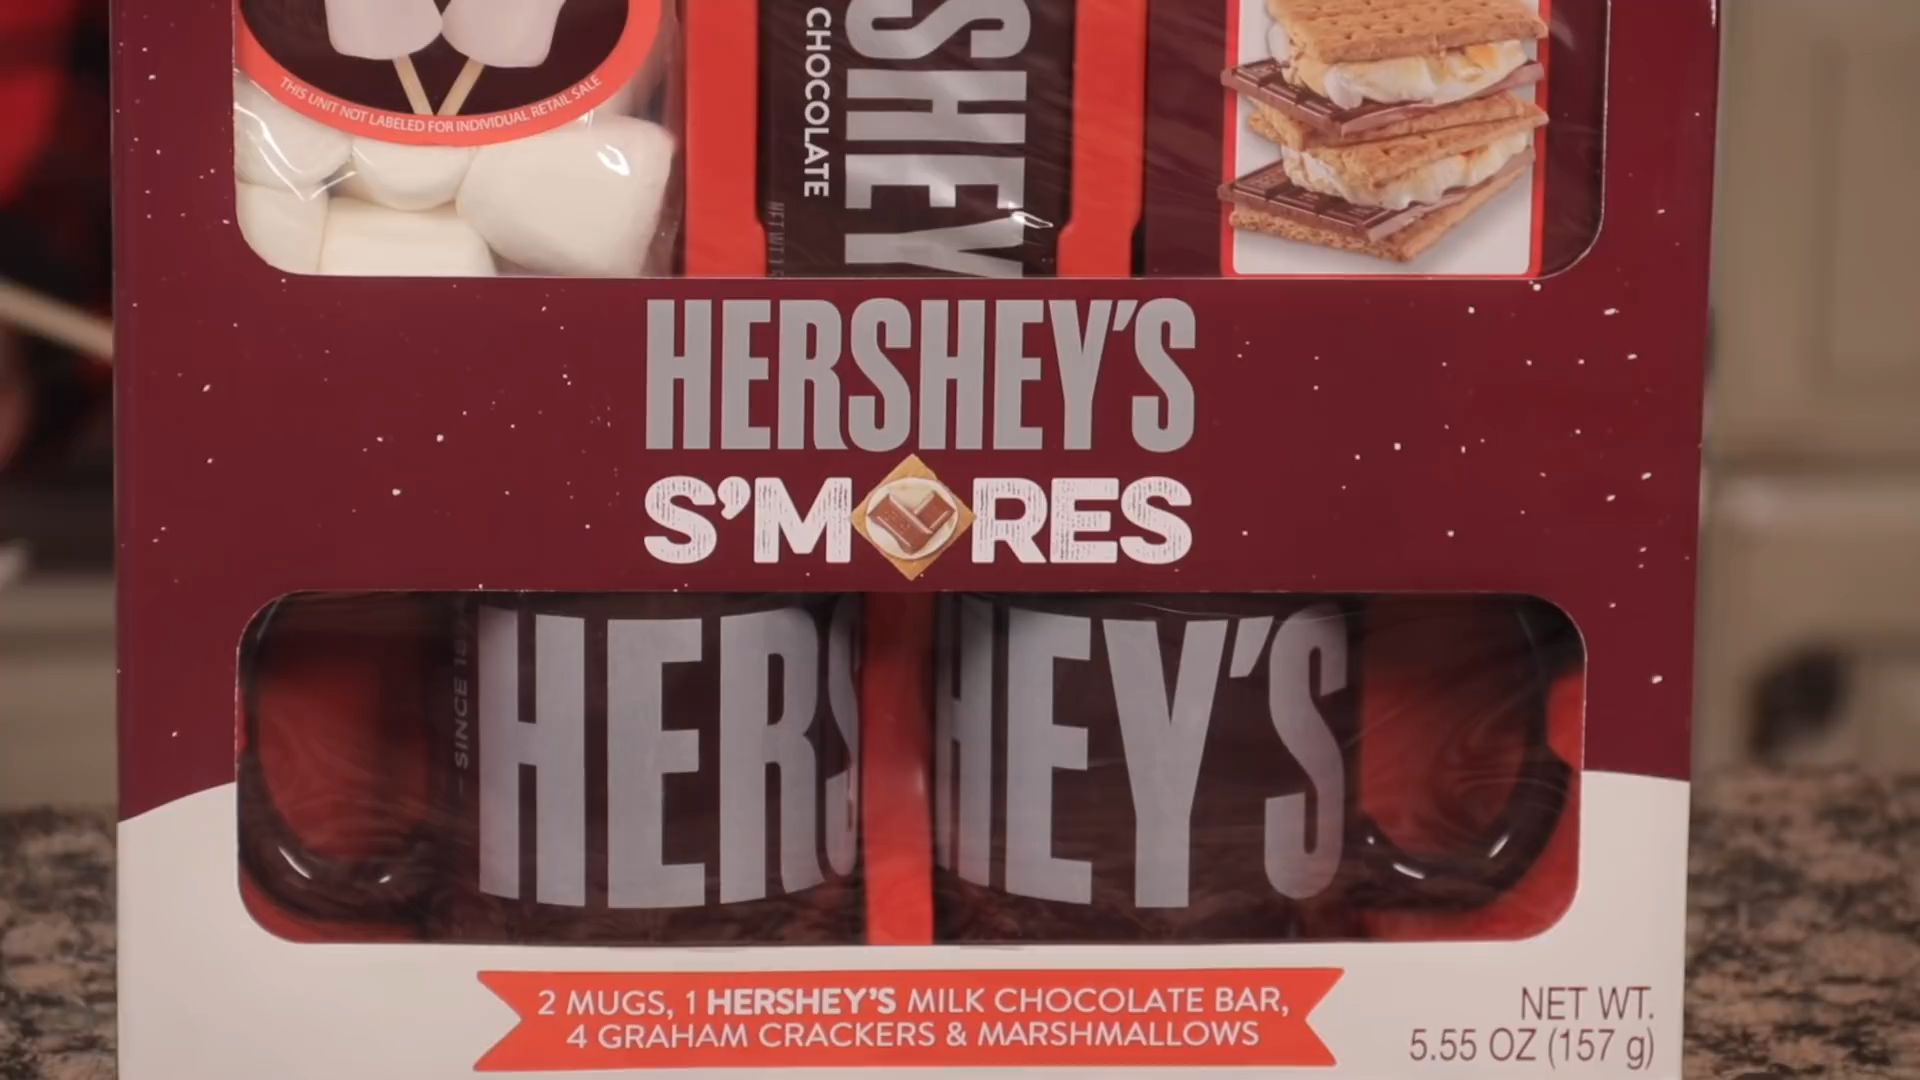 THIS UNIT NOT LABELED FOR INDIVIDUAL RETAIL SALE
SHEY
CHOCOLATE
HERSHEY'S
S'MORES
SINCE
HERS
HEY'S
2 MUGS, 1 HERSHEY'S MILK CHOCOLATE BAR,
4 GRAHAM CRACKERS & MARSHMALLOWS
NET WT.
5.55 OZ (157 g)